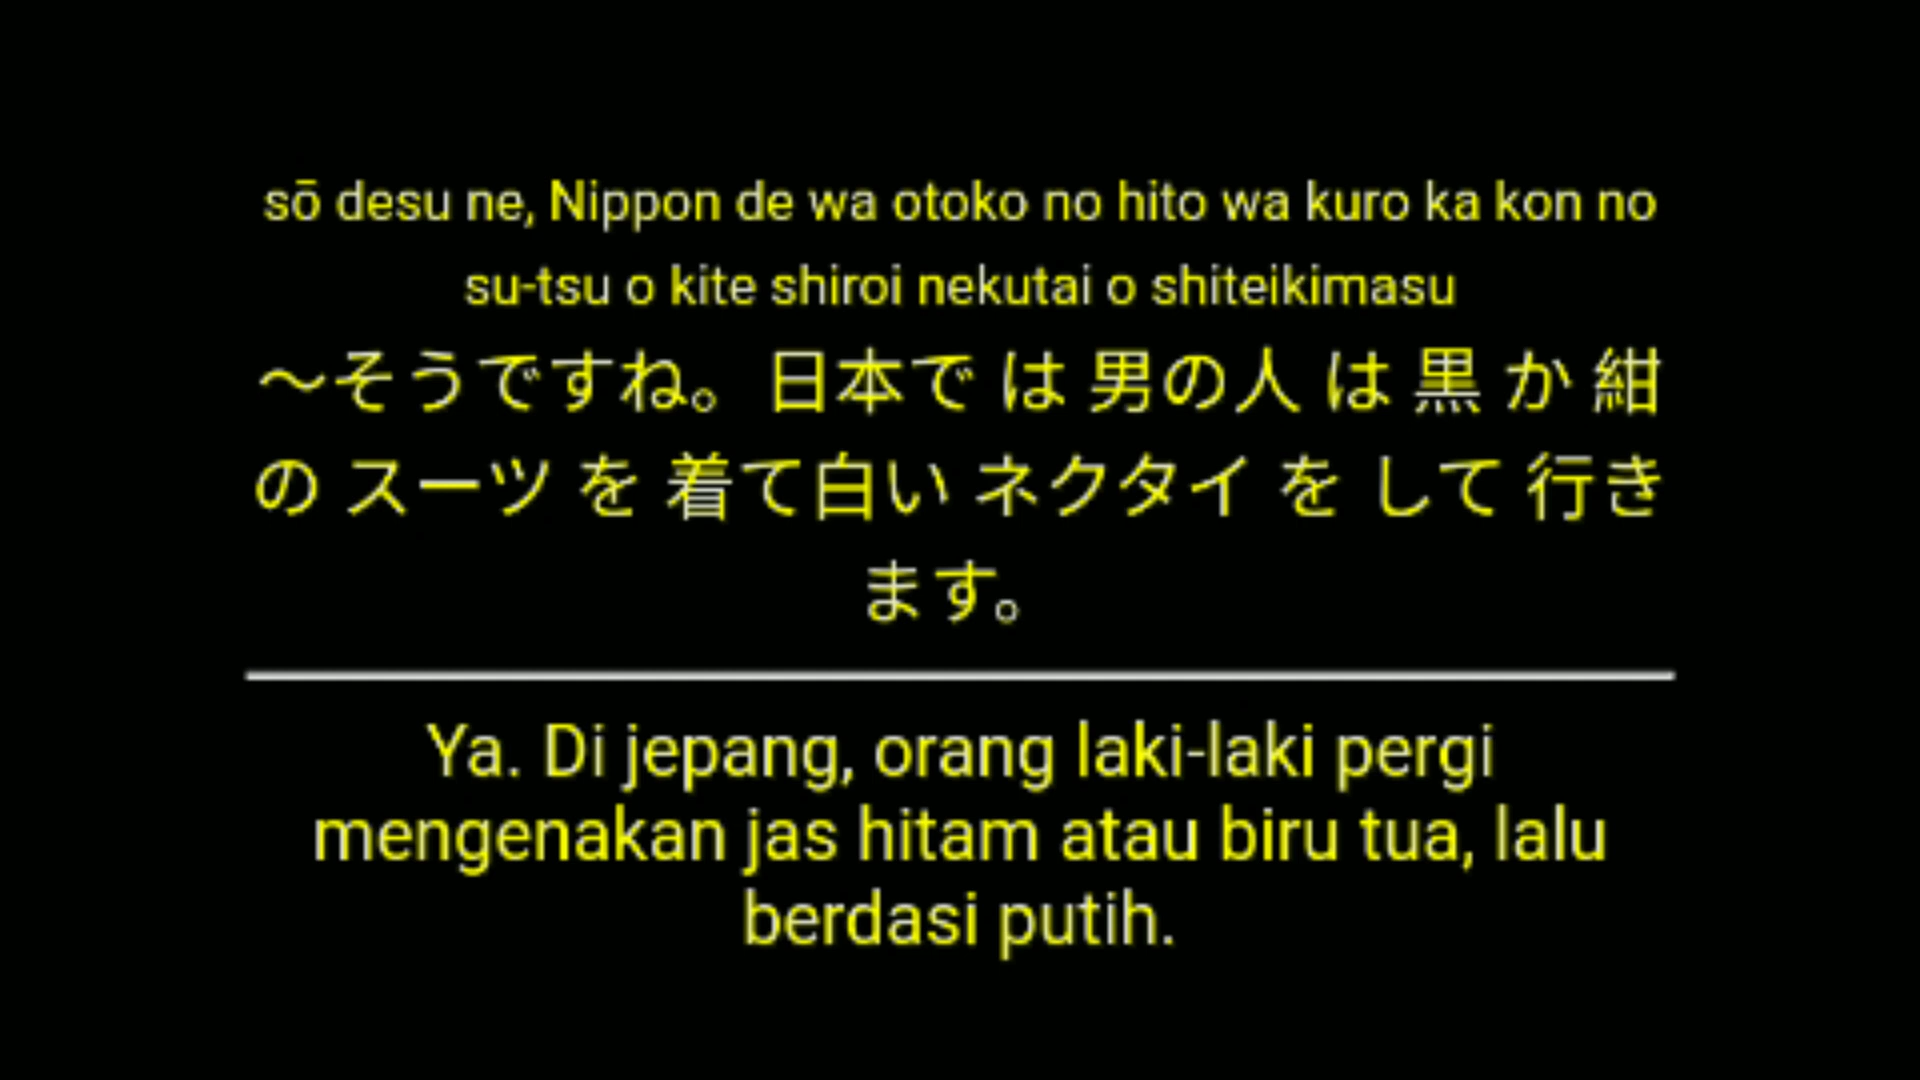 sō desu ne, Nippon de wa otoko no hito wa kuro ka kon no
su-tsu o kite shiroi nekutai o shiteikimasu
～そうですね。日本で は 男の人 は 黒 か 紺
の スーツ を 着て白い ネクタイ を して 行き
ます。
Ya. Di jepang, orang laki-laki pergi
mengenakan jas hitam atau biru tua, lalu
berdasi putih.